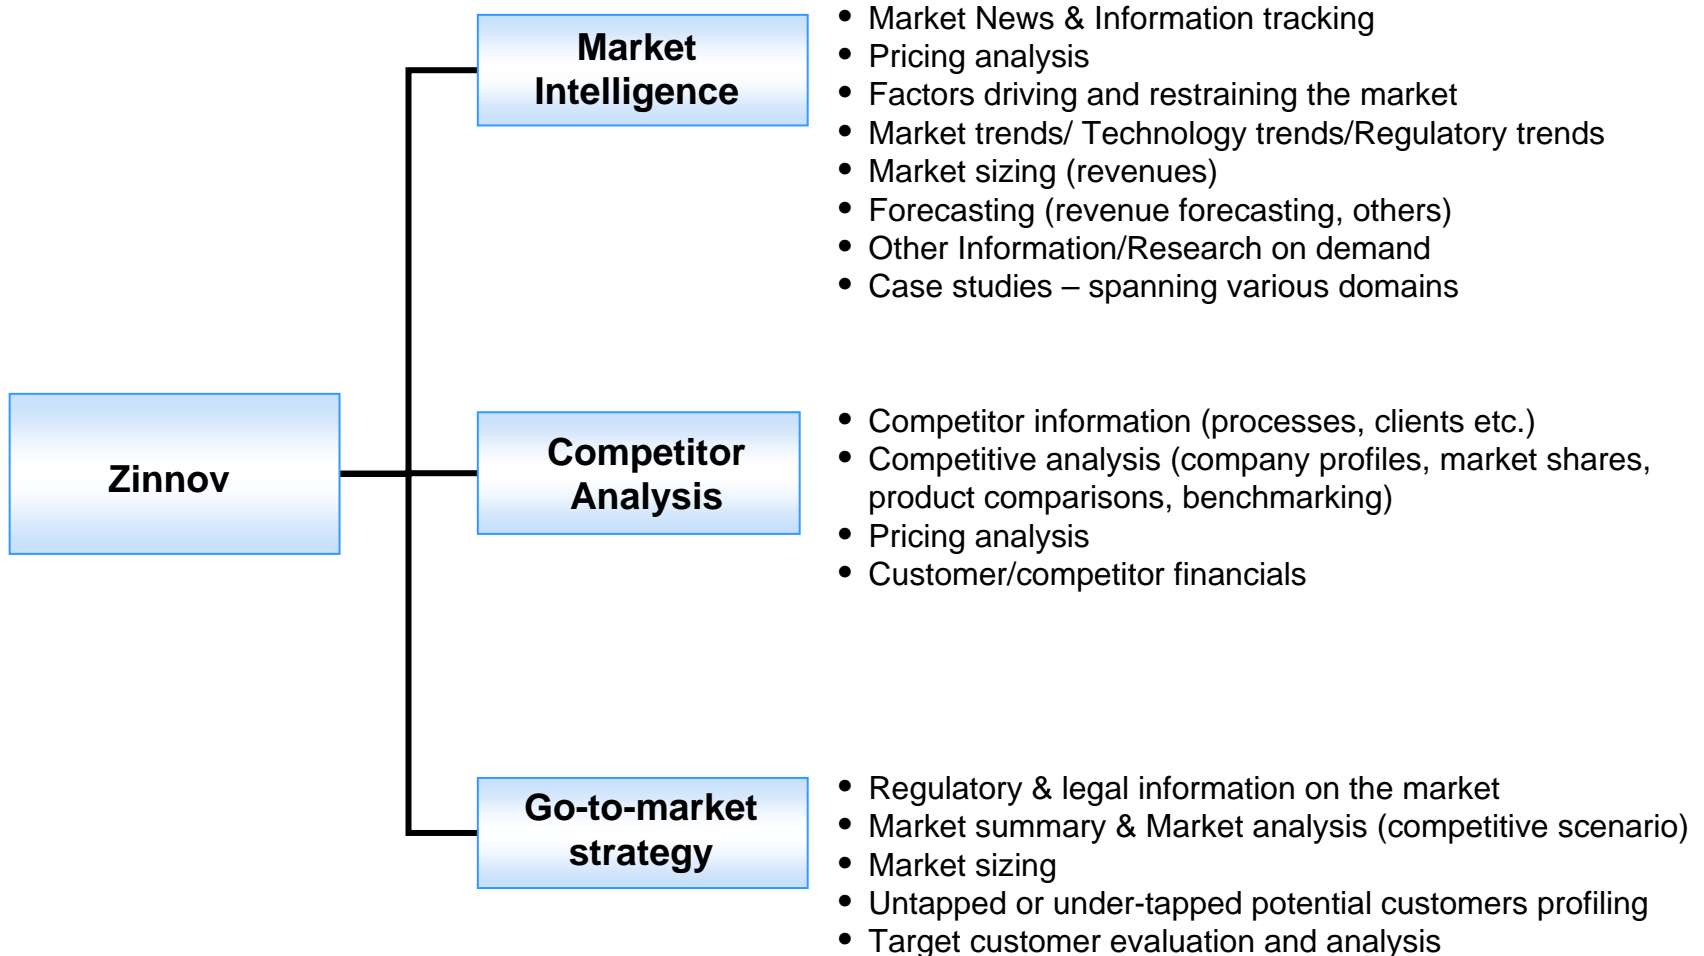 Market
Intelligence
• Market News & Information tracking
• Pricing analysis
• Factors driving and restraining the market
• Market trends/ Technology trends/Regulatory trends
• Market sizing (revenues)
• Forecasting (revenue forecasting, others)
• Other Information/Research on demand
• Case studies – spanning various domains
Zinnov
Competitor
Analysis
• Competitor information (processes, clients etc.)
• Competitive analysis (company profiles, market shares,
product comparisons, benchmarking)
• Pricing analysis
• Customer/competitor financials
Go-to-market
strategy
• Regulatory & legal information on the market
• Market summary & Market analysis (competitive scenario)
• Market sizing
• Untapped or under-tapped potential customers profiling
• Target customer evaluation and analysis